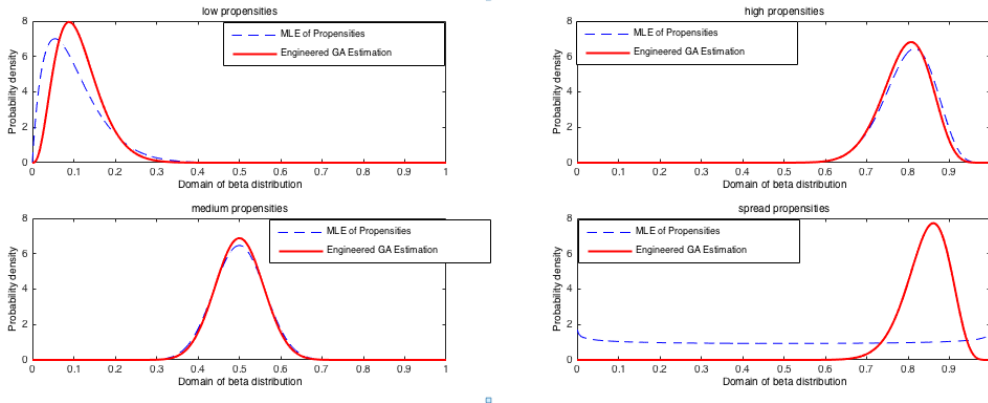 low propensities
8
6
4
2
0
Probability density
MLE of Propensities
Engineered GA Estimation
0 0.1 0.2 0.3 0.4 0.5 0.6 0.7 0.8 0.9 1
Domain of beta distribution
high propensities
8
6
4
2
0
Probability density
MLE of Propensities
Engineered GA Estimation
0 0.1 0.2 0.3 0.4 0.5 0.6 0.7 0.8 0.9
Domain of beta distribution
medium propensities
8
6
4
2
0
Probability density
MLE of Propensities
Engineered GA Estimation
0 0.1 0.2 0.3 0.4 0.5 0.6 0.7 0.8 0.9 1
Domain of beta distribution
spread propensities
8
6
4
2
0
Probability density
MLE of Propensities
Engineered GA Estimation
0 0.1 0.2 0.3 0.4 0.5 0.6 0.7 0.8 0.9
Domain of beta distribution